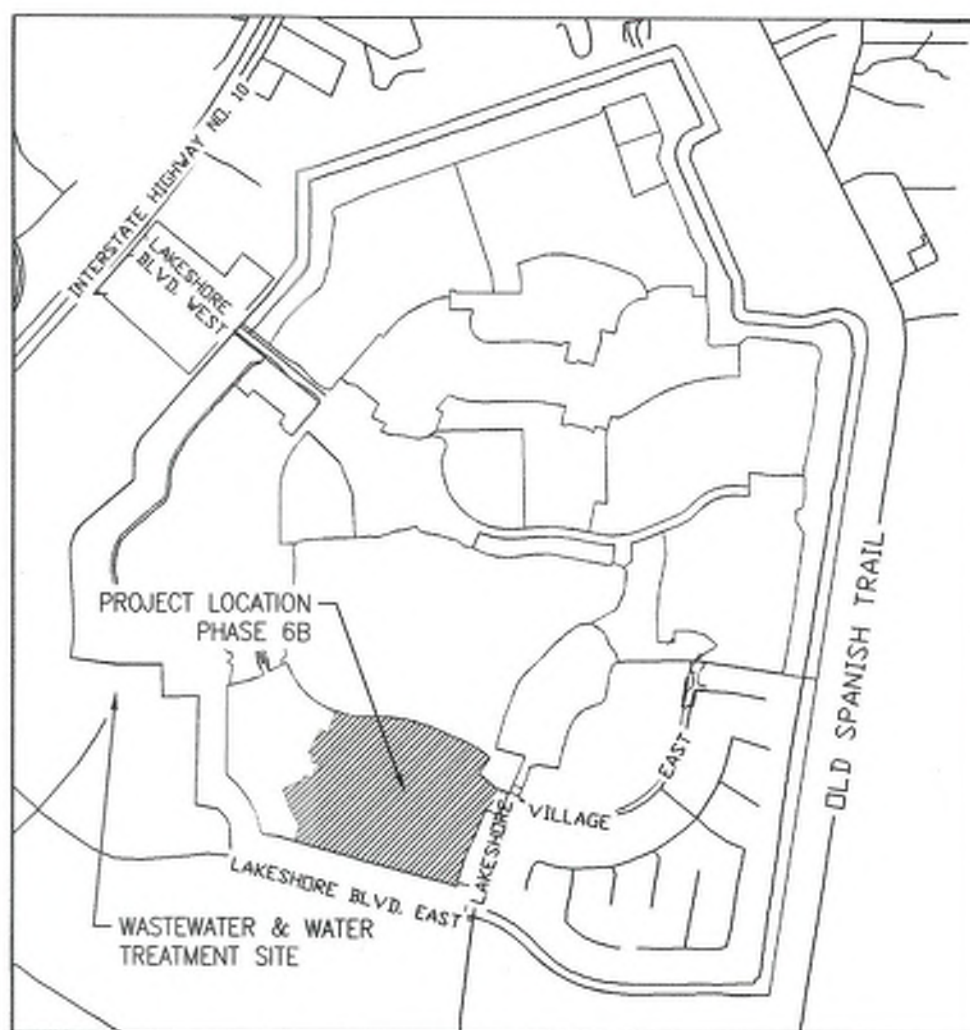 INTERSTATE HIGHWAY NO. 10
LAKESHORE
BLVD. WEST
PROJECT LOCATION
PHASE 6B
OLD SPANISH TRAIL
EAST
VILLAGE
LAKESHORE
LAKESHORE BLVD. EAST
WASTEWATER & WATER
TREATMENT SITE